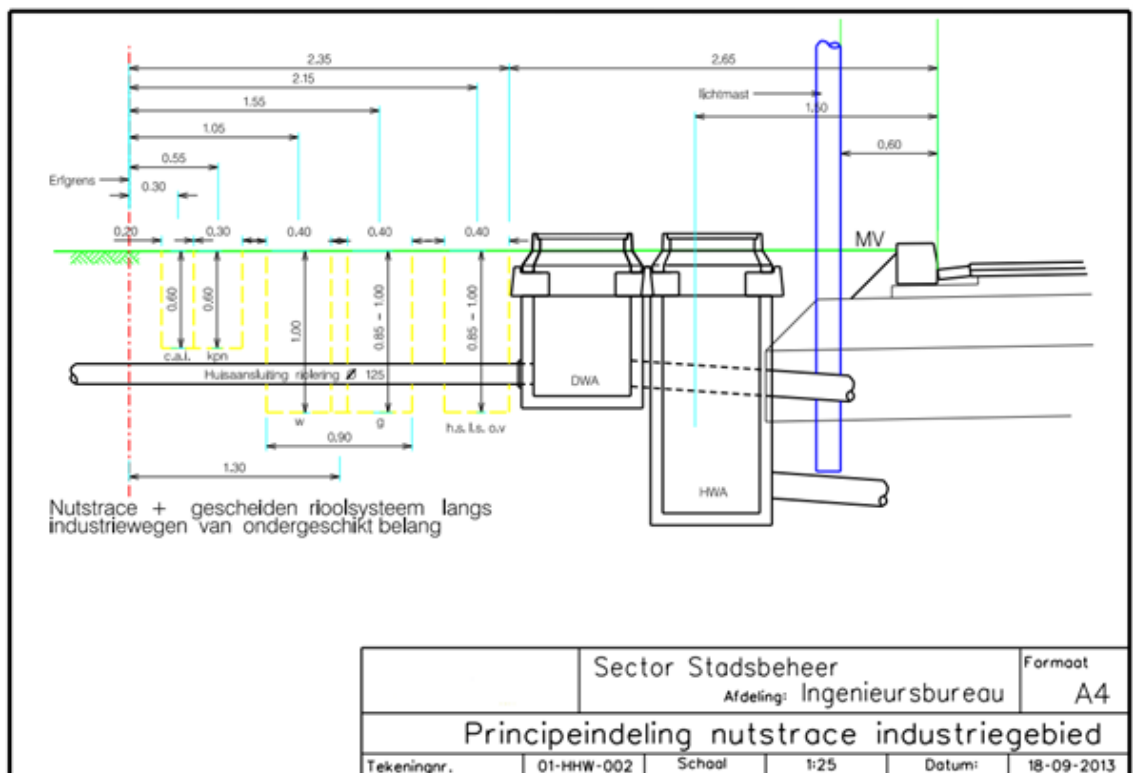 2.35
2.65
2.15
lichtmast
1.55
1.50
1.05
0.60
0.55
Erfgrens
0.30
0.20
0.30
0.40
0.40
0.40
MV
0.60
0.60
1.00
0.85 - 1.00
0.85 - 1.00
c.a.i.
kpn
Huisaansluiting riolering Ø 125
DWA
w
g
h.s. l.s. o.v
0.90
1.30
HWA
Nutstrace + gescheiden rioolsysteem langs
industriewegen van ondergeschikt belang
Sector Stadsbeheer
Formaat
Afdeling: Ingenieursbureau
A4
Principeindeling nutstrace industriegebied
Tekeningnr. 01-HHW-002 Schaal 1:25 Datum: 18-09-2013